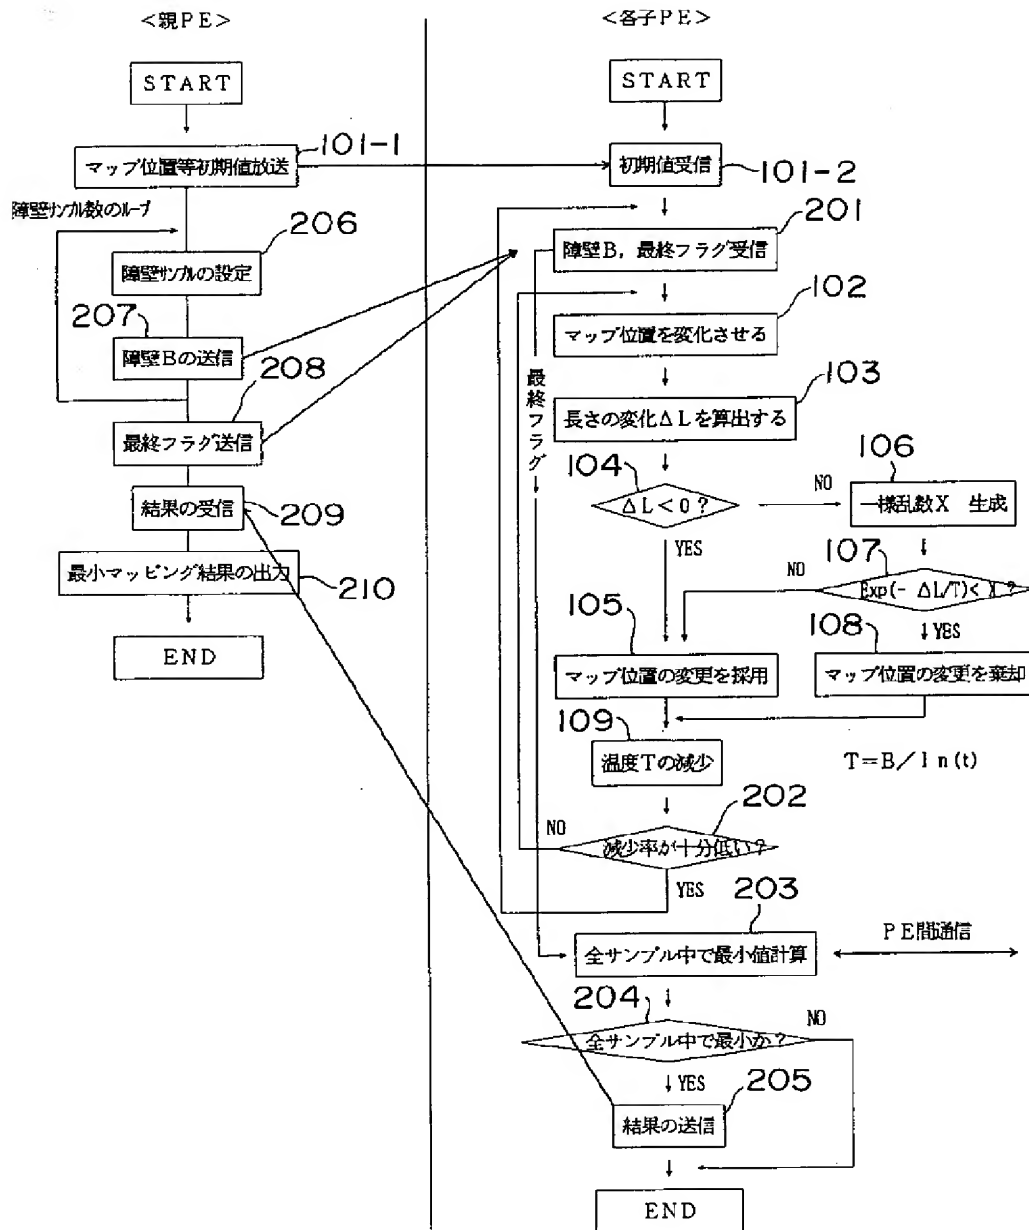 <親PE>
START
マップ位置等初期値放送
101-1
障壁サンプル数のループ
206
障壁サンプルの設定
207
障壁Bの送信
208
最終フラグ送信
結果の受信
209
最小マッピング結果の出力
210
END
<各子PE>
START
初期値受信
101-2
201
障壁B，最終フラグ受信
102
マップ位置を変化させる
最終フラグ
103
長さの変化ΔLを算出する
104
ΔL<0？
NO
YES
106
一様乱数X 生成
107
NO
Exp(- ΔL/T)< X？
YES
105
マップ位置の変更を採用
108
マップ位置の変更を棄却
109
温度Tの減少
T=B／ln(t)
202
NO
減少率が十分低い？
YES
203
全サンプル中で最小値計算
PE間通信
204
全サンプル中で最小か？
NO
YES
205
結果の送信
END